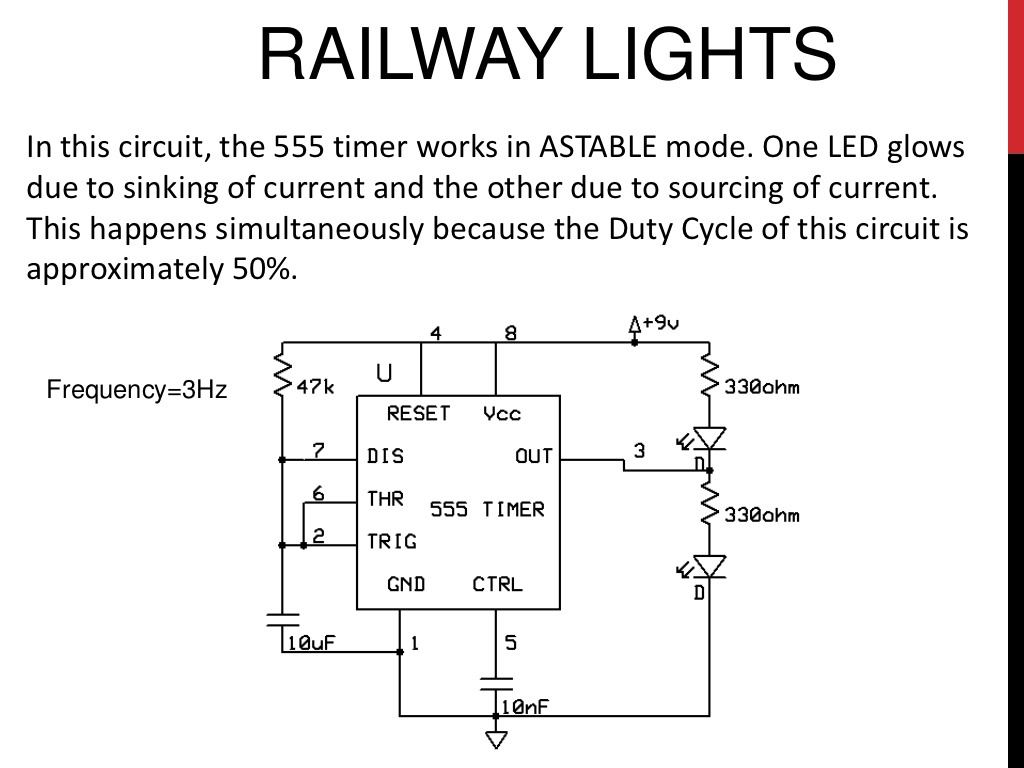 RAILWAY LIGHTS
In this circuit, the 555 timer works in ASTABLE mode. One LED glows
due to sinking of current and the other due to sourcing of current.
This happens simultaneously because the Duty Cycle of this circuit is
approximately 50%.
+9v
4
8
Frequency=3Hz
47k
U
330ohm
RESET
Vcc
7
DIS
OUT
3
D
6
THR
555 TIMER
330ohm
2
TRIG
GND
CTRL
D
10uF
1
5
10nF